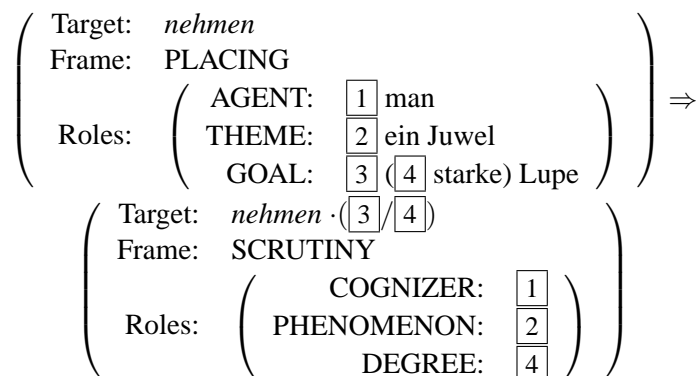 Target: nehmen
Frame: PLACING
AGENT: 1 man
Roles: THEME: 2 ein Juwel ⇒
GOAL: 3 (4 starke) Lupe
Target: nehmen ·(3/4)
Frame: SCRUTINY
COGNIZER: 1
Roles: PHENOMENON: 2
DEGREE: 4